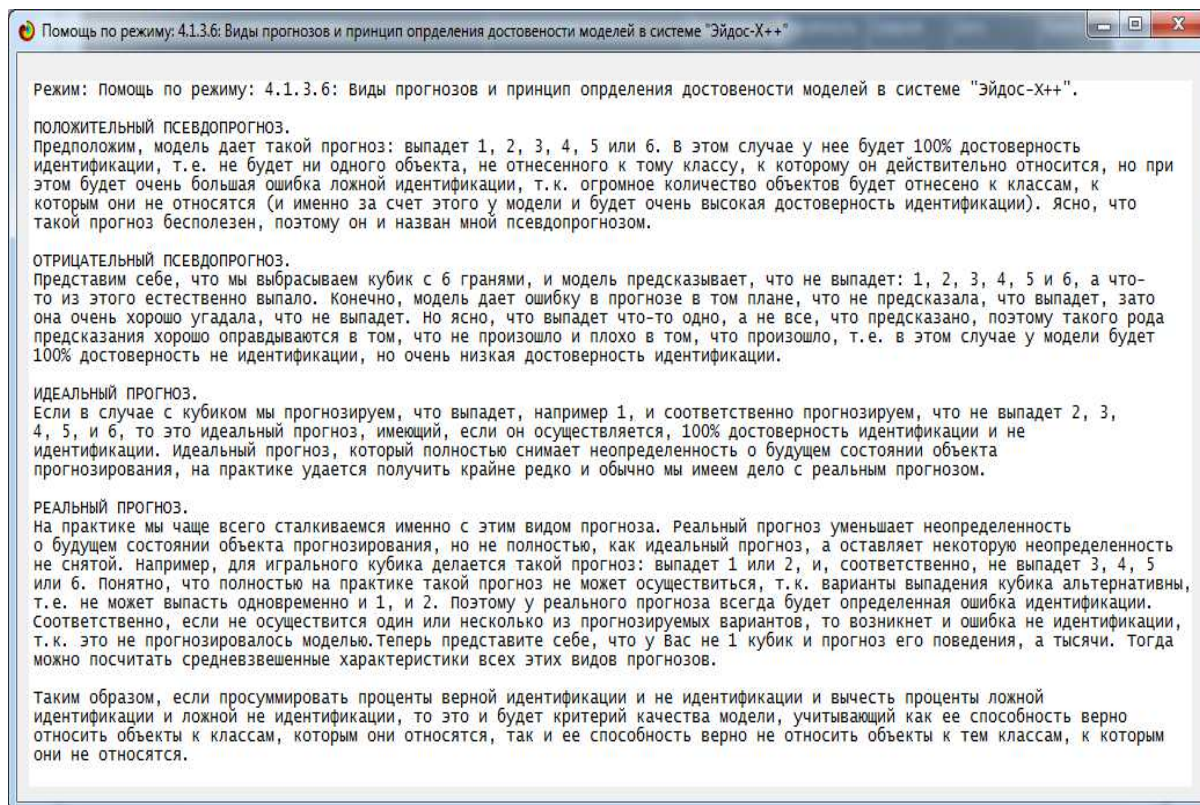 Помощь по режиму: 4.1.3.6: Виды прогнозов и принцип опрделения достовености моделей в системе "Эйдос-Х++"
Режим: Помощь по режиму: 4.1.3.6: Виды прогнозов и принцип опрделения достовености моделей в системе "Эйдос-Х++".
ПОЛОЖИТЕЛЬНЫЙ ПСЕВДОПРОГНОЗ.
Предположим, модель дает такой прогноз: выпадет 1, 2, 3, 4, 5 или 6. В этом случае у нее будет 100% достоверность
идентификации, т.е. не будет ни одного объекта, не отнесенного к тому классу, к которому он действительно относится, но при
этом будет очень большая ошибка ложной идентификации, т.к. огромное количество объектов будет отнесено к классам, к
которым они не относятся (и именно за счет этого у модели и будет очень высокая достоверность идентификации). Ясно, что
такой прогноз бесполезен, поэтому он и назван мной псевдопрогнозом.
ОТРИЦАТЕЛЬНЫЙ ПСЕВДОПРОГНОЗ.
Представим себе, что мы выбрасываем кубик с 6 гранями, и модель предсказывает, что не выпадет: 1, 2, 3, 4, 5 и 6, а что-
то из этого естественно выпало. Конечно, модель дает ошибку в прогнозе в том плане, что не предсказала, что выпадет, зато
она очень хорошо угадала, что не выпадет. Но ясно, что выпадет что-то одно, а не все, что предсказано, поэтому такого рода
предсказания хорошо оправдываются в том, что не произошло и плохо в том, что произошло, т.е. в этом случае у модели будет
100% достоверность не идентификации, но очень низкая достоверность идентификации.
ИДЕАЛЬНЫЙ ПРОГНОЗ.
Если в случае с кубиком мы прогнозируем, что выпадет, например 1, и соответственно прогнозируем, что не выпадет 2, 3,
4, 5, и 6, то это идеальный прогноз, имеющий, если он осуществляется, 100% достоверность идентификации и не
идентификации. Идеальный прогноз, который полностью снимает неопределенность о будущем состоянии объекта
прогнозирования, на практике удается получить крайне редко и обычно мы имеем дело с реальным прогнозом.
РЕАЛЬНЫЙ ПРОГНОЗ.
На практике мы чаще всего сталкиваемся именно с этим видом прогноза. Реальный прогноз уменьшает неопределенность
о будущем состоянии объекта прогнозирования, но не полностью, как идеальный прогноз, а оставляет некоторую неопределенность
не снятой. Например, для игрального кубика делается такой прогноз: выпадет 1 или 2, и, соответственно, не выпадет 3, 4, 5
или 6. Понятно, что полностью на практике такой прогноз не может осуществиться, т.к. варианты выпадения кубика альтернативны,
т.е. не может выпасть одновременно и 1, и 2. Поэтому у реального прогноза всегда будет определенная ошибка идентификации.
Соответственно, если не осуществится один или несколько из прогнозируемых вариантов, то возникнет и ошибка не идентификации,
т.к. это не прогнозировалось моделью.Теперь представите себе, что у Вас не 1 кубик и прогноз его поведения, а тысячи. Тогда
можно посчитать средневзвешенные характеристики всех этих видов прогнозов.
Таким образом, если просуммировать проценты верной идентификации и не идентификации и вычесть проценты ложной
идентификации и ложной не идентификации, то это и будет критерий качества модели, учитывающий как ее способность верно
относить объекты к классам, которым они относятся, так и ее способность верно не относить объекты к тем классам, к которым
они не относятся.